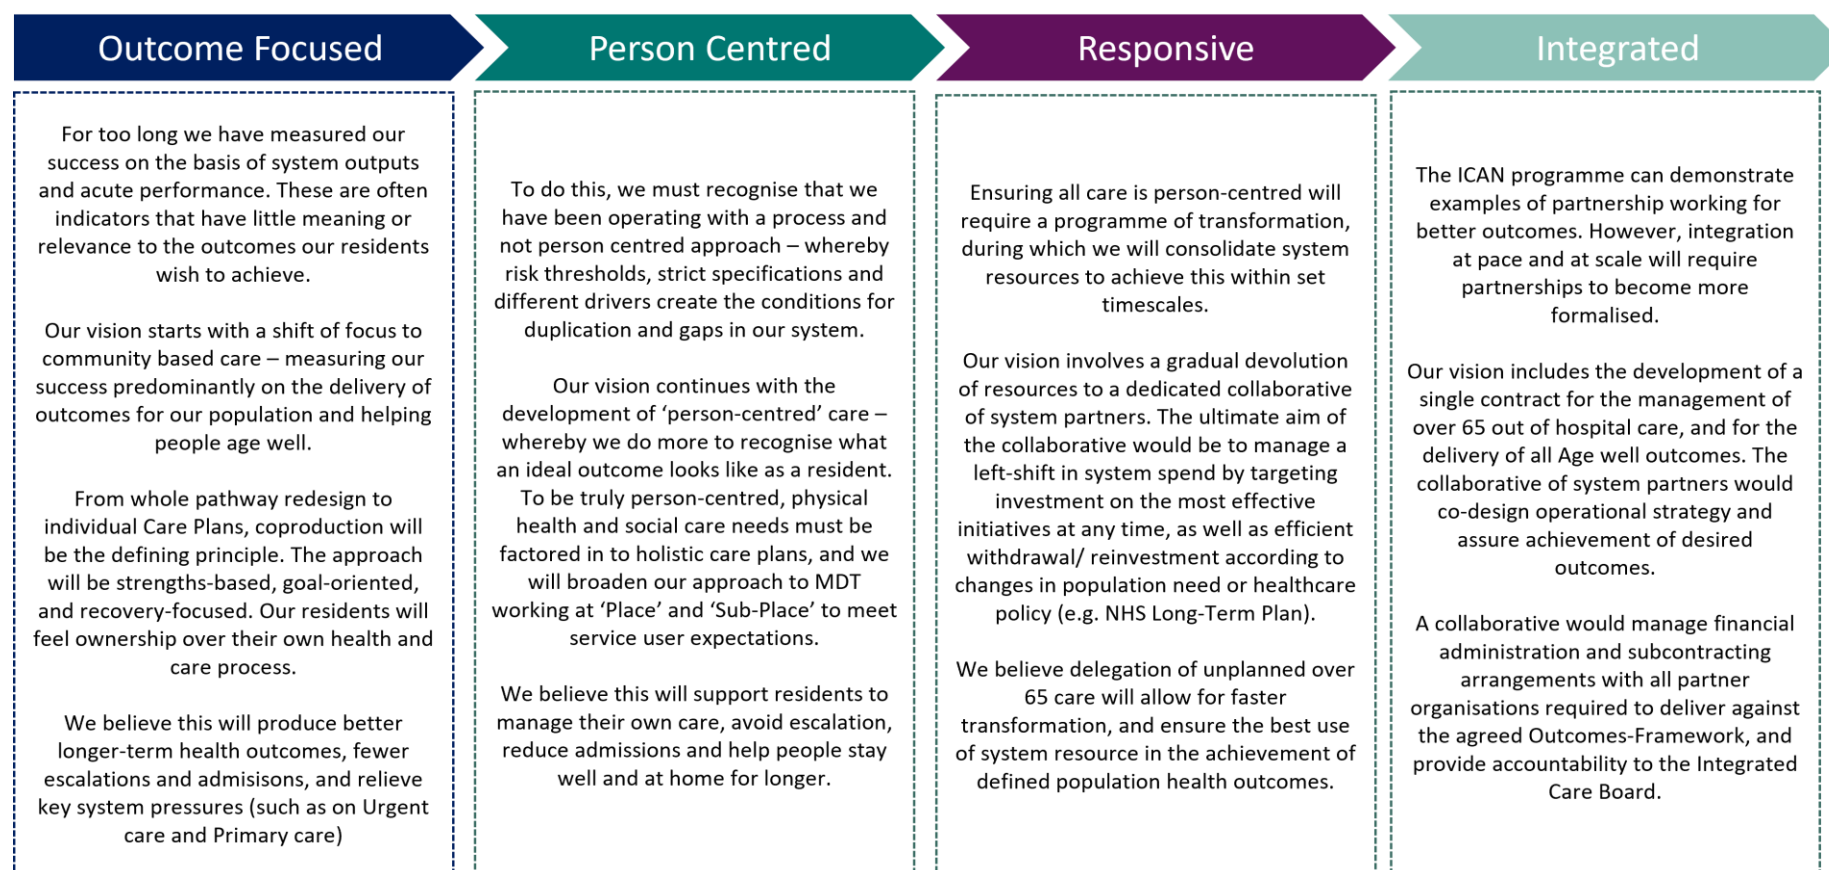 Outcome Focused
For too long we have measured our
success on the basis of system outputs
and acute performance. These are often
indicators that have little meaning or
relevance to the outcomes our residents
wish to achieve.
Our vision starts with a shift of focus to
community based care – measuring our
success predominantly on the delivery of
outcomes for our population and helping
people age well.
From whole pathway redesign to
individual Care Plans, coproduction will
be the defining principle. The approach
will be strengths-based, goal-oriented,
and recovery-focused. Our residents will
feel ownership over their own health and
care process.
We believe this will produce better
longer-term health outcomes, fewer
escalations and admisisons, and relieve
key system pressures (such as on Urgent
care and Primary care)
Person Centred
To do this, we must recognise that we
have been operating with a process and
not person centred approach – whereby
risk thresholds, strict specifications and
different drivers create the conditions for
duplication and gaps in our system.
Our vision continues with the
development of ‘person-centred’ care –
whereby we do more to recognise what
an ideal outcome looks like as a resident.
To be truly person-centred, physical
health and social care needs must be
factored in to holistic care plans, and we
will broaden our approach to MDT
working at ‘Place’ and ‘Sub-Place’ to meet
service user expectations.
We believe this will support residents to
manage their own care, avoid escalation,
reduce admissions and help people stay
well and at home for longer.
Responsive
Ensuring all care is person-centred will
require a programme of transformation,
during which we will consolidate system
resources to achieve this within set
timescales.
Our vision involves a gradual devolution
of resources to a dedicated collaborative
of system partners. The ultimate aim of
the collaborative would be to manage a
left-shift in system spend by targeting
investment on the most effective
initiatives at any time, as well as efficient
withdrawal/ reinvestment according to
changes in population need or healthcare
policy (e.g. NHS Long-Term Plan).
We believe delegation of unplanned over
65 care will allow for faster
transformation, and ensure the best use
of system resource in the achievement of
defined population health outcomes.
Integrated
The ICAN programme can demonstrate
examples of partnership working for
better outcomes. However, integration
at pace and at scale will require
partnerships to become more
formalised.
Our vision includes the development of a
single contract for the management of
over 65 out of hospital care, and for the
delivery of all Age well outcomes. The
collaborative of system partners would
co-design operational strategy and
assure achievement of desired
outcomes.
A collaborative would manage financial
administration and subcontracting
arrangements with all partner
organisations required to deliver against
the agreed Outcomes-Framework, and
provide accountability to the Integrated
Care Board.